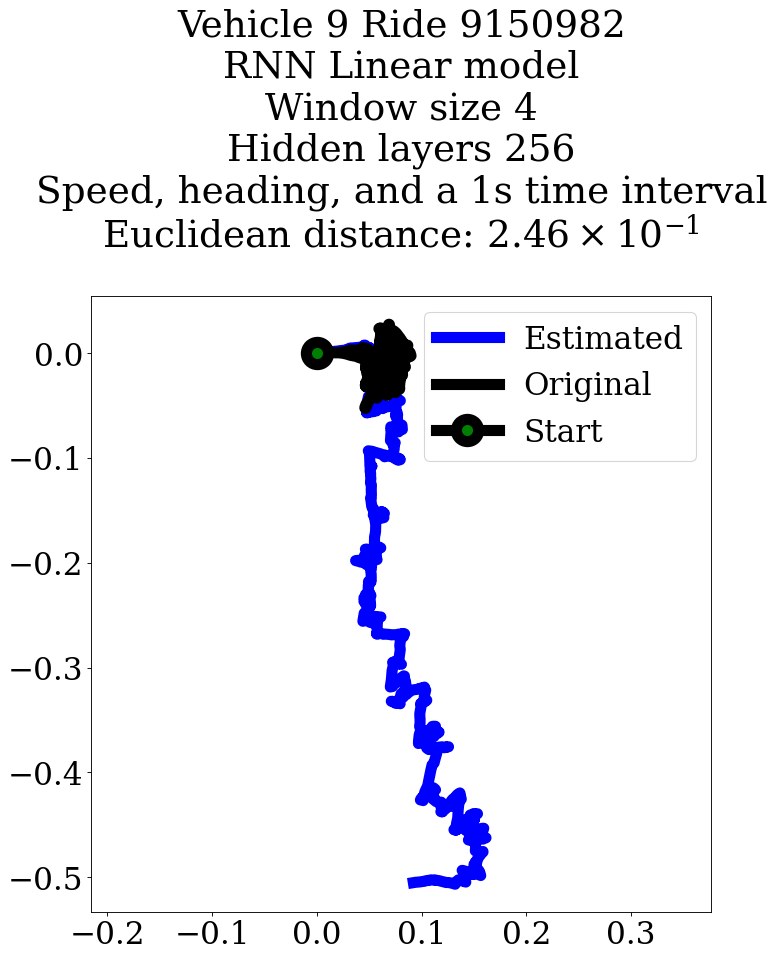 Vehicle 9 Ride 9150982
RNN Linear model
Window size 4
Hidden layers 256
Speed, heading, and a 1s time interval
Euclidean distance: 2.46 × 10⁻¹
Estimated
Original
Start
0.0
−0.1
−0.2
−0.3
−0.4
−0.5
−0.2
−0.1
0.0
0.1
0.2
0.3